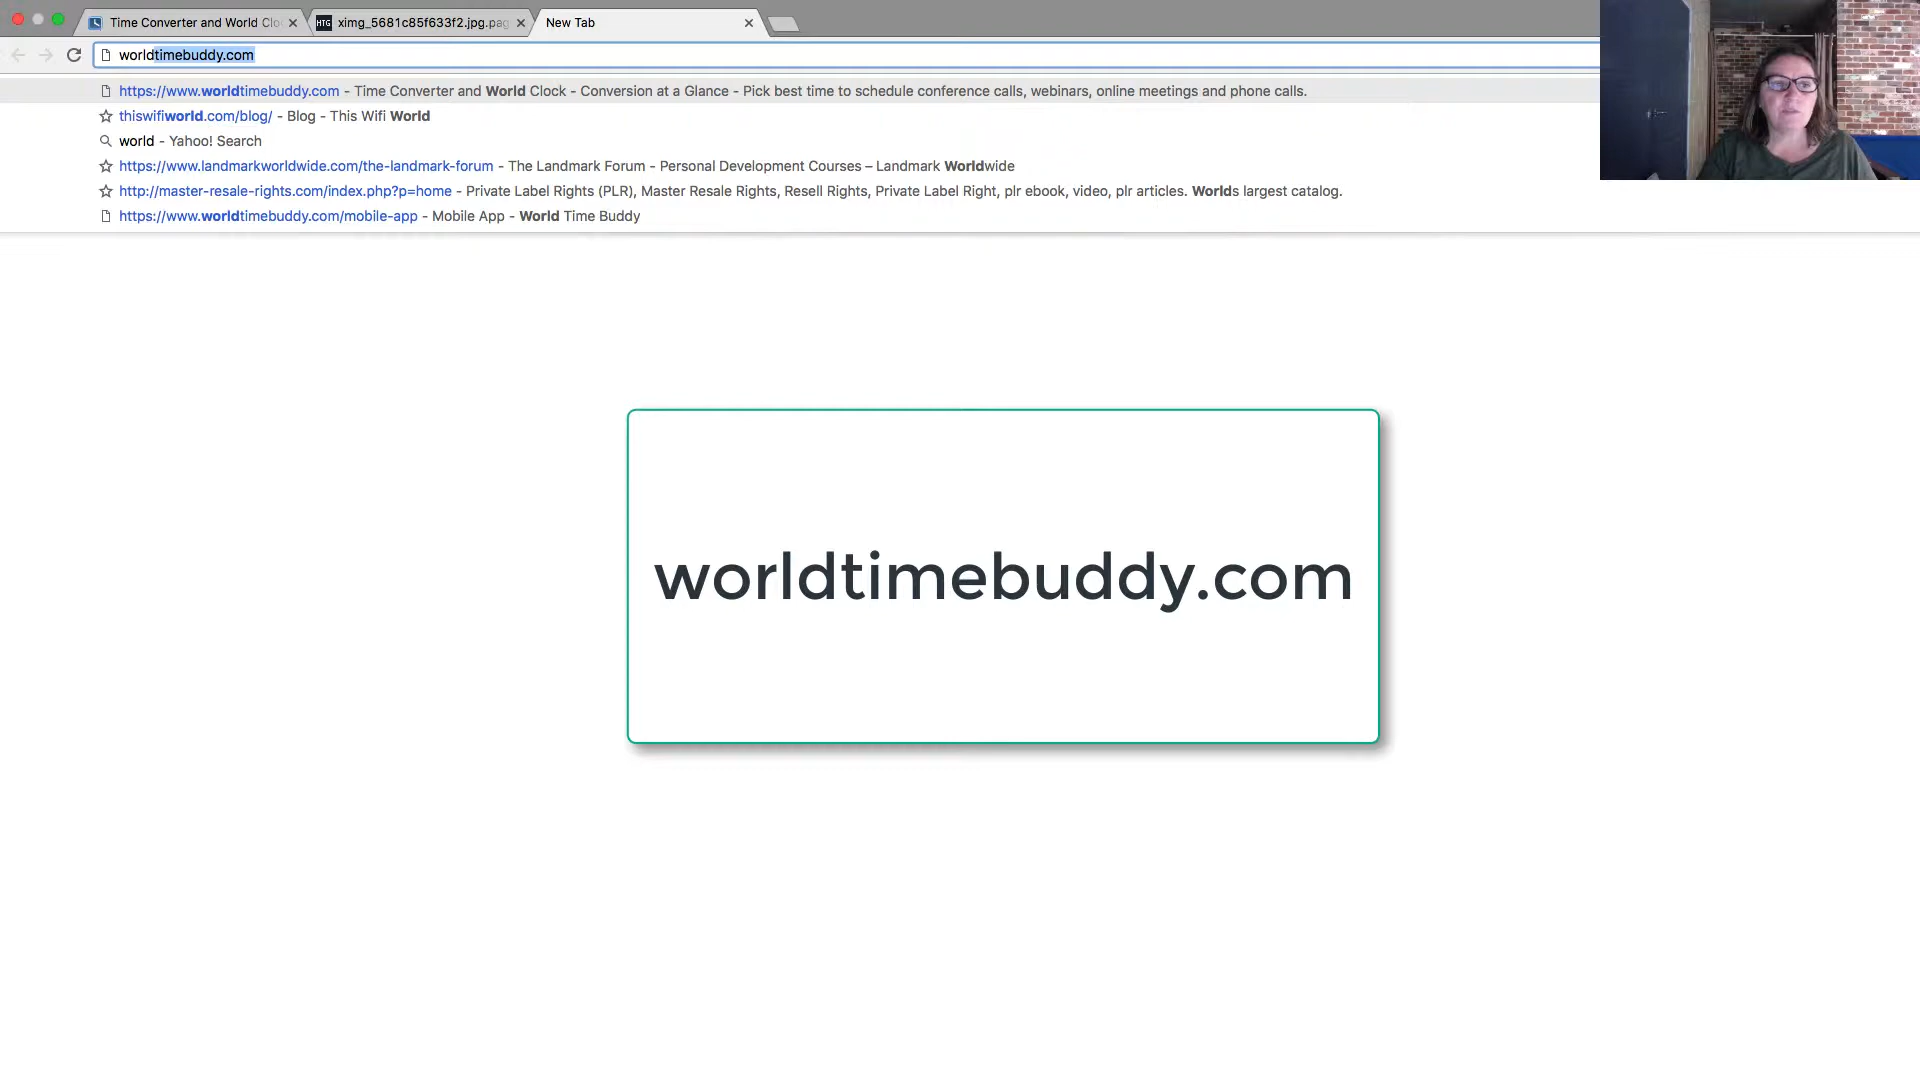 Time Converter and World Clo
ximg_5681c85f633f2.jpg.pag
New Tab
worldtimebuddy.com
https://www.worldtimebuddy.com - Time Converter and World Clock - Conversion at a Glance - Pick best time to schedule conference calls, webinars, online meetings and phone calls.
thiswifiworld.com/blog/ - Blog - This Wifi World
world - Yahoo! Search
https://www.landmarkworldwide.com/the-landmark-forum - The Landmark Forum - Personal Development Courses – Landmark Worldwide
http://master-resale-rights.com/index.php?p=home - Private Label Rights (PLR), Master Resale Rights, Resell Rights, Private Label Right, plr ebook, video, plr articles. Worlds largest catalog.
https://www.worldtimebuddy.com/mobile-app - Mobile App - World Time Buddy
worldtimebuddy.com